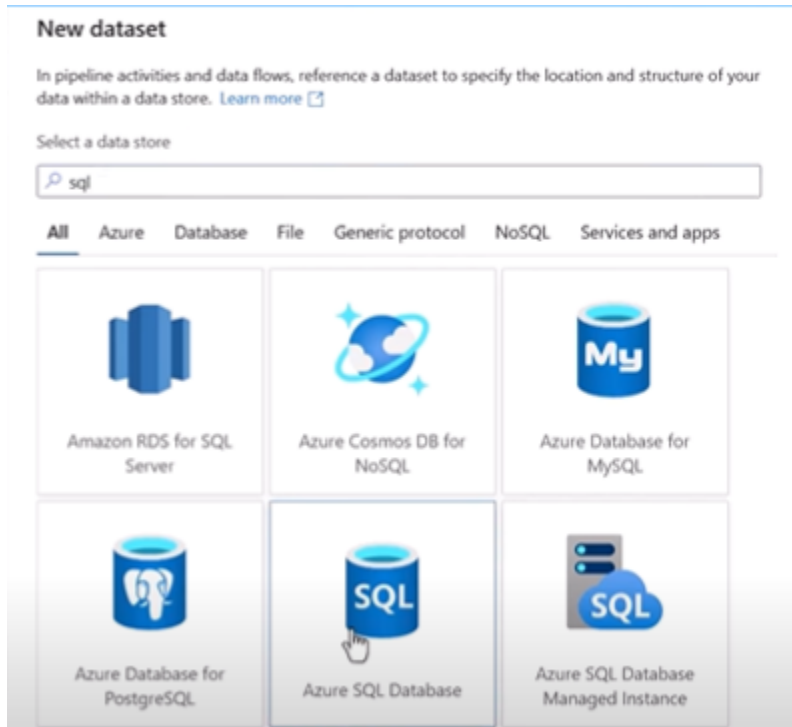 New dataset
In pipeline activities and data flows, reference a dataset to specify the location and structure of your
data within a data store. Learn more
Select a data store
sql
All Azure Database File Generic protocol NoSQL Services and apps
My
Amazon RDS for SQL
Server
Azure Cosmos DB for
NoSQL
Azure Database for
MySQL
SQL
SQL
Azure Database for
PostgreSQL
Azure SQL Database
Azure SQL Database
Managed Instance